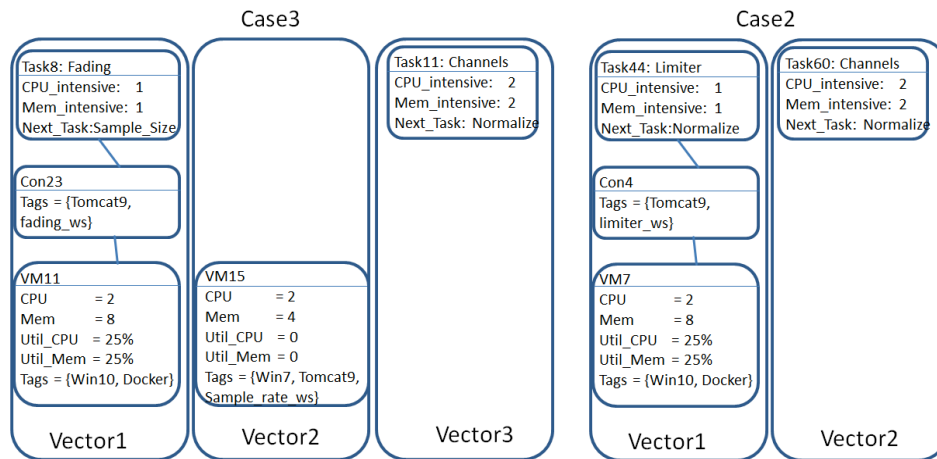 Case3
Task8: Fading
CPU_intensive: 1
Mem_intensive: 1
Next_Task:Sample_Size
Con23
Tags = {Tomcat9,
fading_ws}
VM11
CPU = 2
Mem = 8
Util_CPU = 25%
Util_Mem = 25%
Tags = {Win10, Docker}
Vector1
VM15
CPU = 2
Mem = 4
Util_CPU = 0
Util_Mem = 0
Tags = {Win7, Tomcat9,
Sample_rate_ws}
Vector2
Task11: Channels
CPU_intensive: 2
Mem_intensive: 2
Next_Task: Normalize
Vector3
Case2
Task44: Limiter
CPU_intensive: 1
Mem_intensive: 1
Next_Task:Normalize
Con4
Tags = {Tomcat9,
limiter_ws}
VM7
CPU = 2
Mem = 8
Util_CPU = 25%
Util_Mem = 25%
Tags = {Win10, Docker}
Vector1
Task60: Channels
CPU_intensive: 2
Mem_intensive: 2
Next_Task: Normalize
Vector2